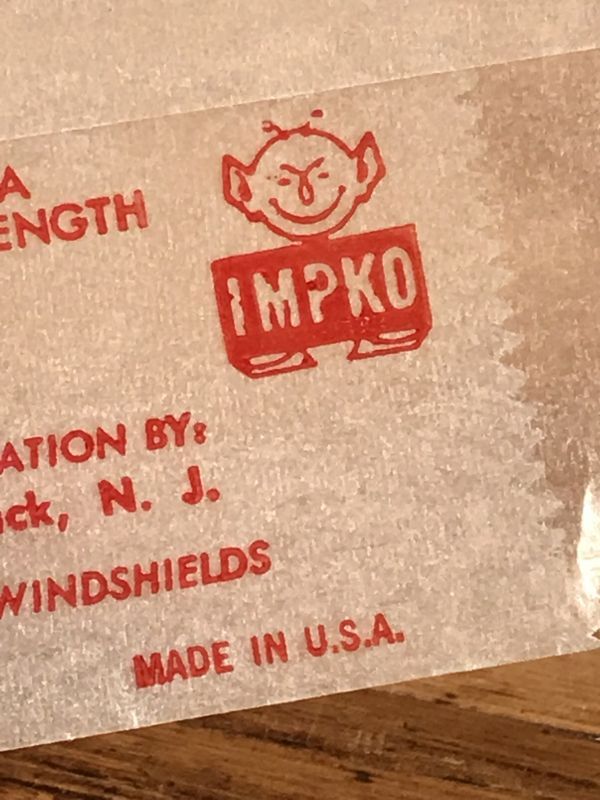 A
ENGTH
IMPKO
ATION BY:
ck, N. J.
WINDSHIELDS
MADE IN U.S.A.